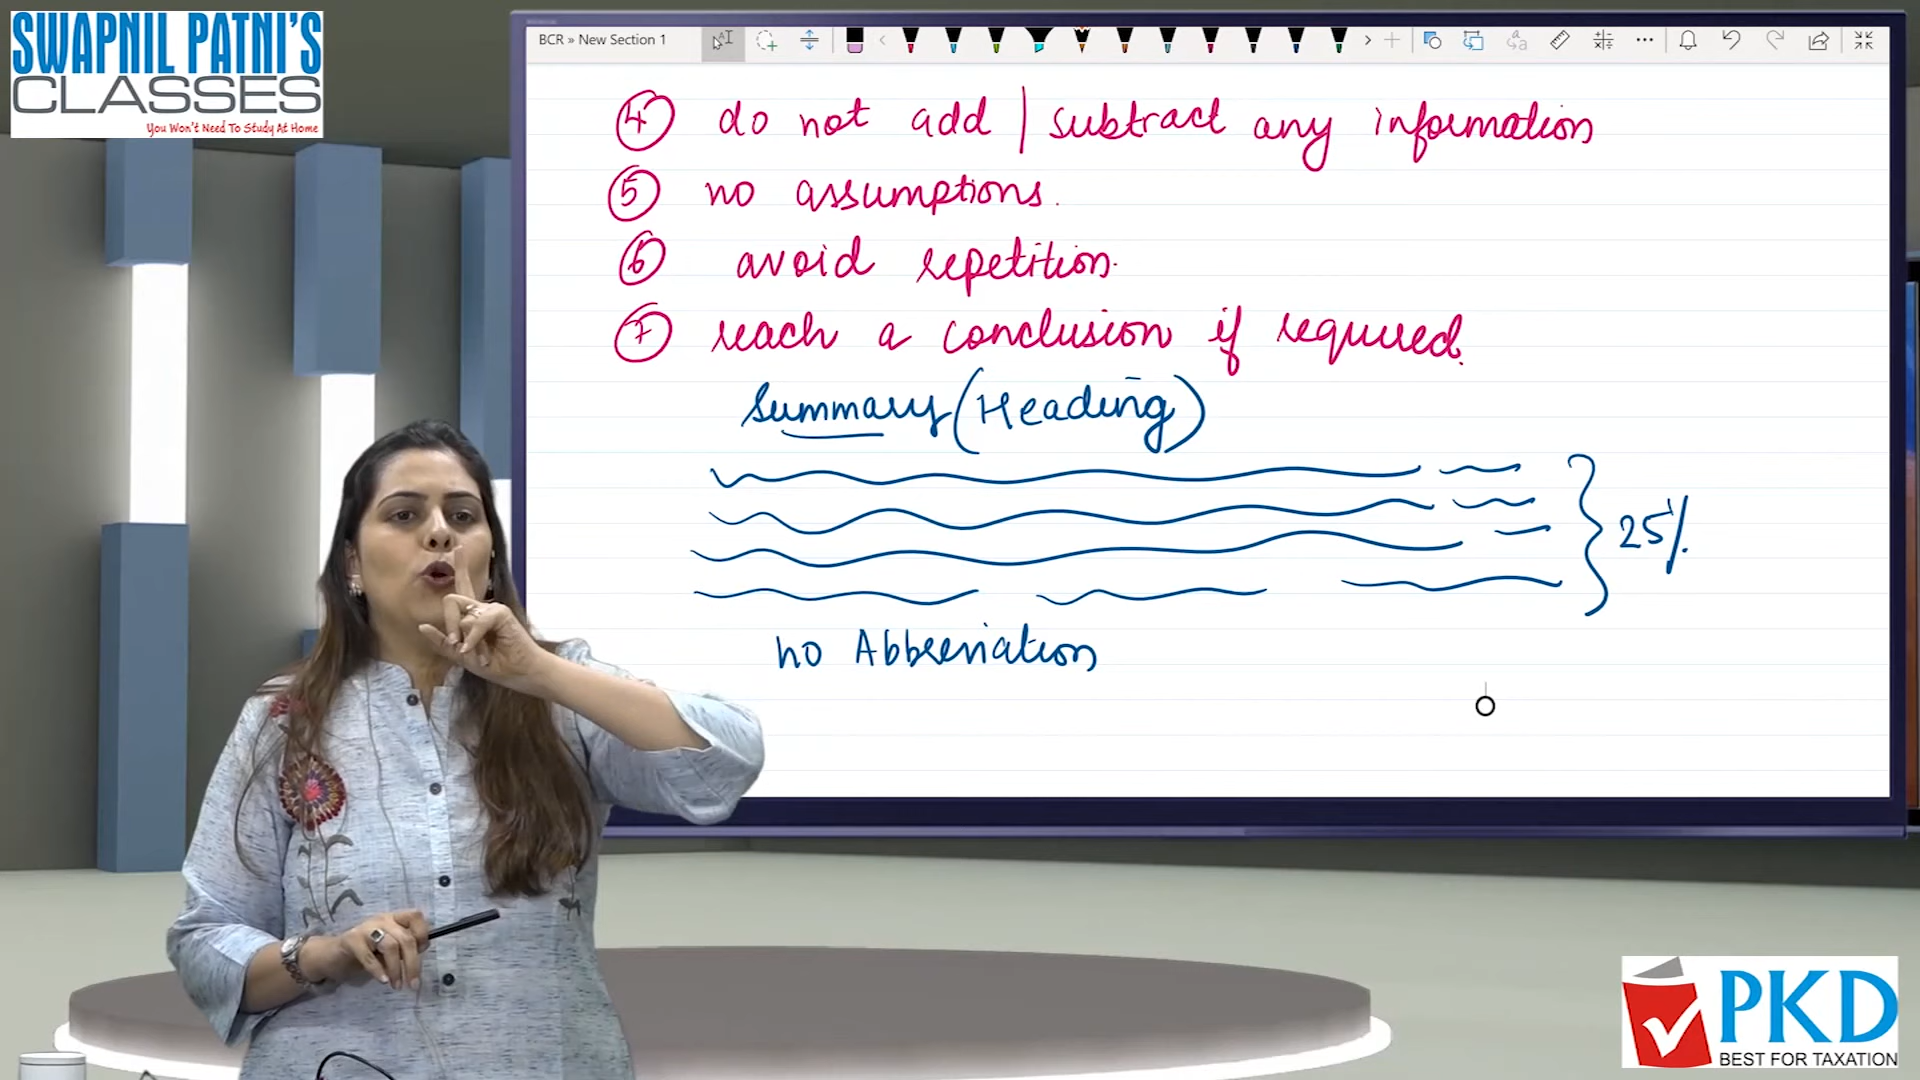 SWAPNIL PATNI'S
CLASSES
You Won't Need To Study At Home
BCR » New Section 1
④ do not add | subtract any information
⑤ no assumptions.
⑥ avoid repetition.
⑦ reach a conclusion if required.
Summary (Heading)
25%
no Abbreviation
PKD
BEST FOR TAXATION